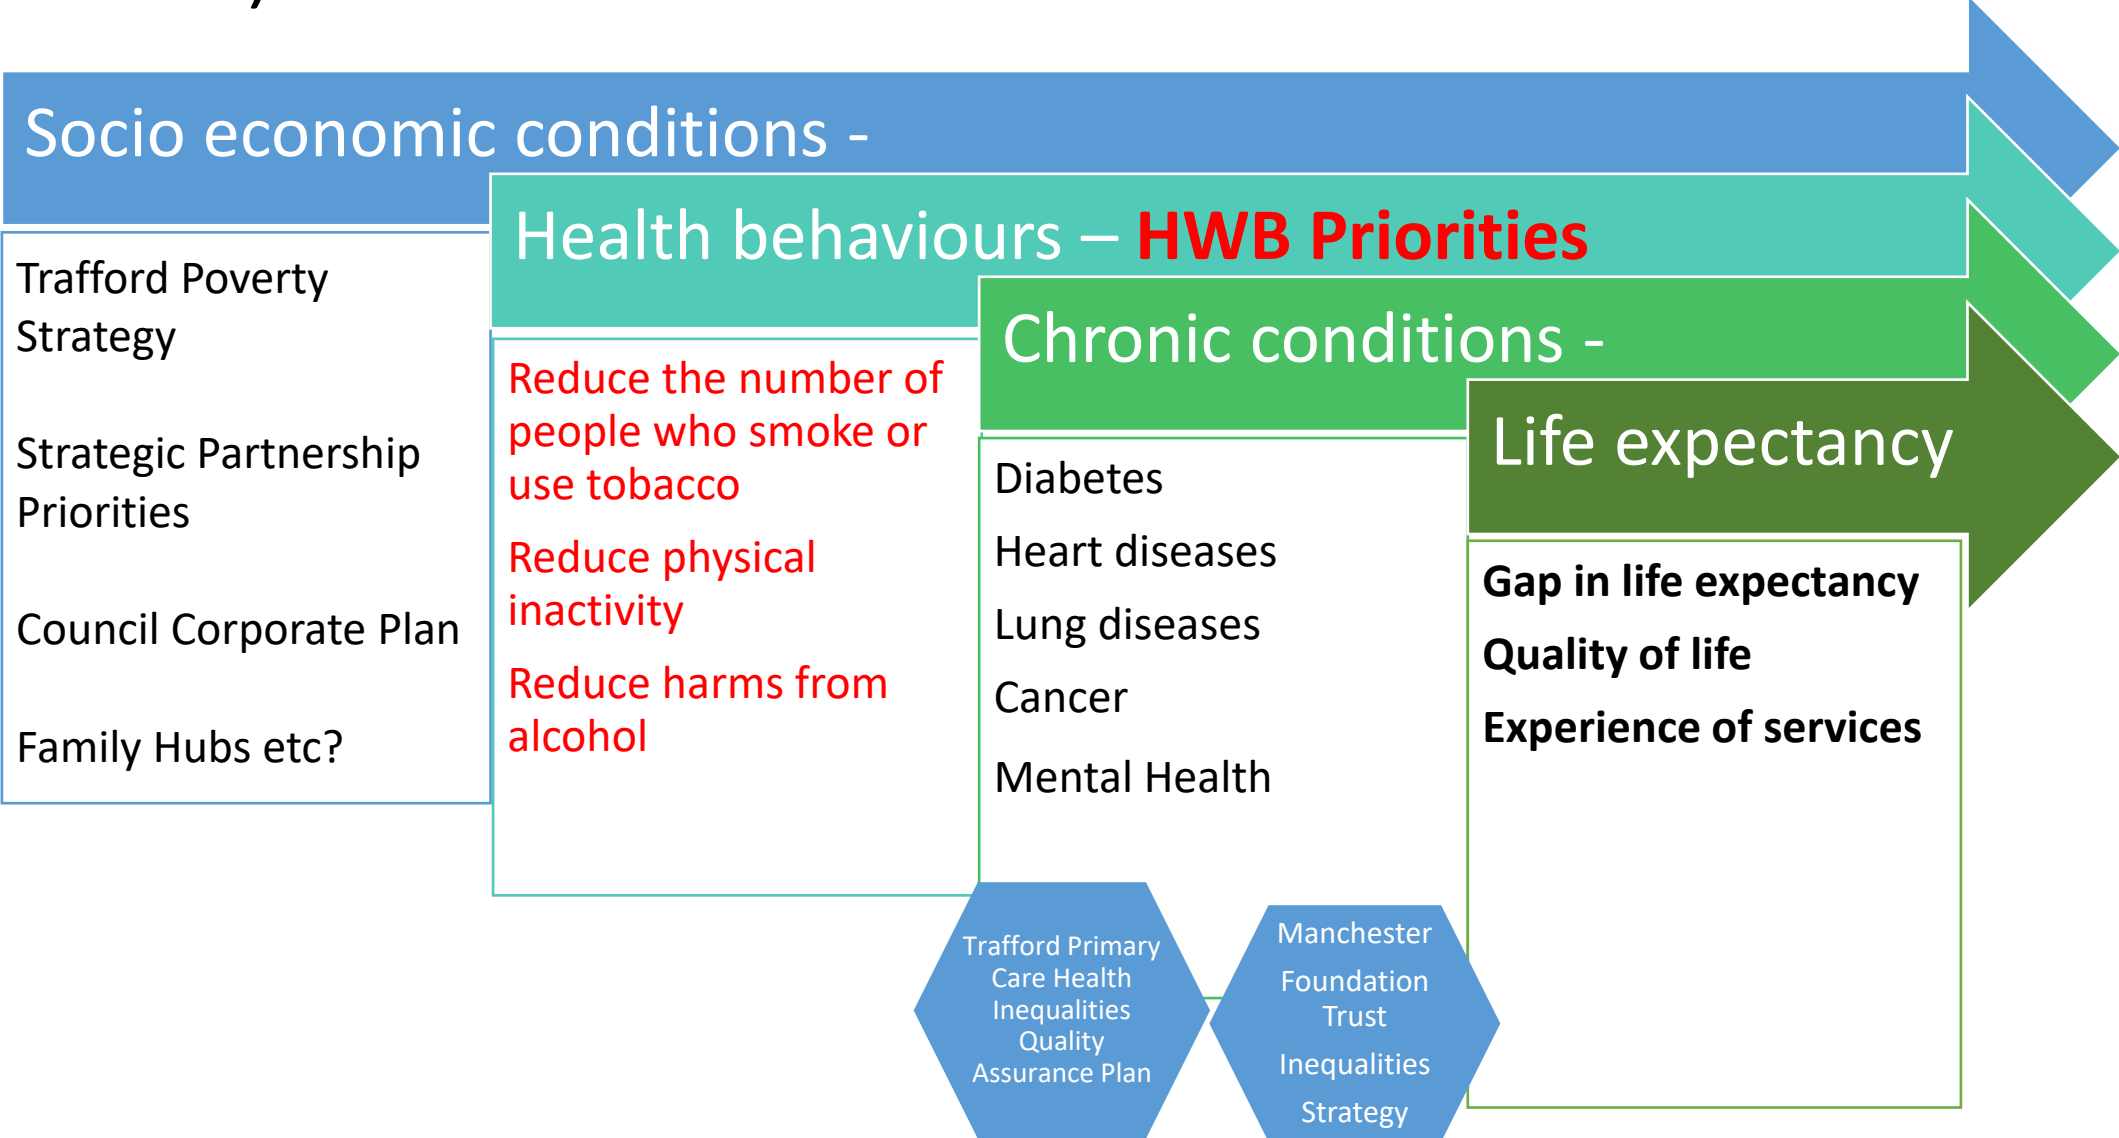 Socio economic conditions -
Health behaviours – HWB Priorities
Chronic conditions -
Life expectancy
Trafford Poverty
Strategy
Strategic Partnership
Priorities
Council Corporate Plan
Family Hubs etc?
Reduce the number of
people who smoke or
use tobacco
Reduce physical
inactivity
Reduce harms from
alcohol
Diabetes
Heart diseases
Lung diseases
Cancer
Mental Health
Gap in life expectancy
Quality of life
Experience of services
Trafford Primary
Care Health
Inequalities
Quality
Assurance Plan
Manchester
Foundation
Trust
Inequalities
Strategy